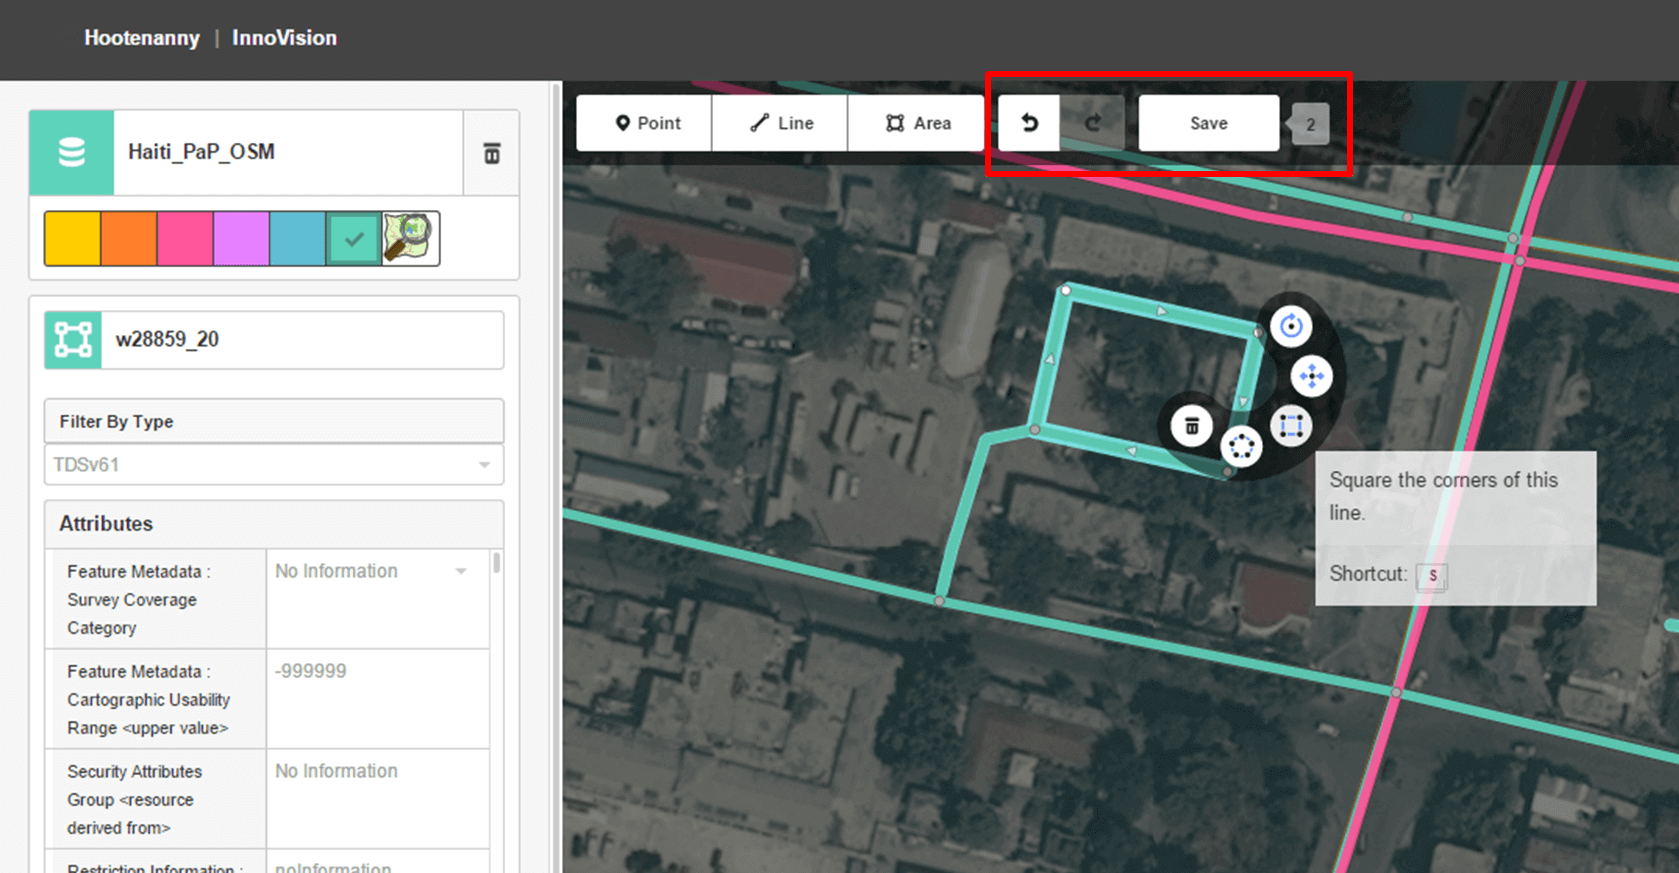 Hootenanny | InnoVision
Haiti_PaP_OSM
Point
Line
Area
Save
2
w28859_20
Filter By Type
TDSv61
Attributes
Feature Metadata :
Survey Coverage
Category
No Information
Feature Metadata :
Cartographic Usability
Range <upper value>
-999999
Security Attributes
Group <resource
derived from>
No Information
Restriction Information :
noInformation
Square the corners of this
line.
Shortcut: S